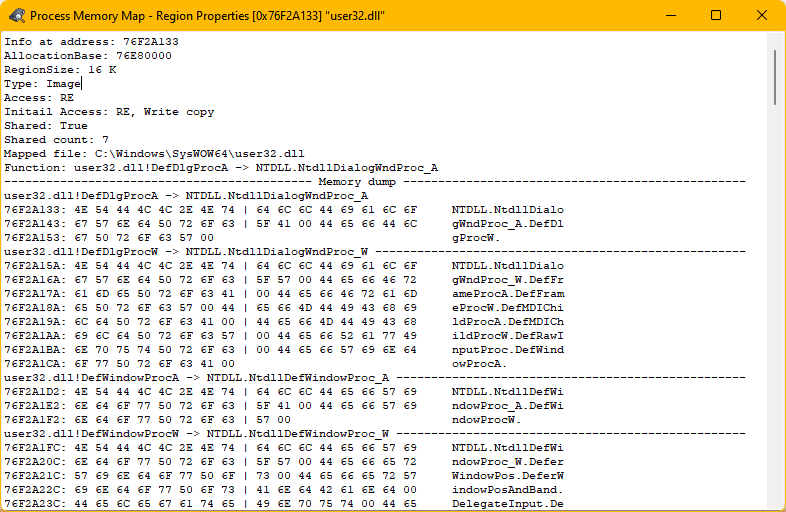 Process Memory Map - Region Properties [0x76F2A133] "user32.dll"
Info at address: 76F2A133
AllocationBase: 76E80000
RegionSize: 16 K
Type: Image
Access: RE
Initail Access: RE, Write copy
Shared: True
Shared count: 7
Mapped file: C:\Windows\SysWOW64\user32.dll
Function: user32.dll!DefDlgProcA -> NTDLL.NtdllDialogWndProc_A
-------------------------------------------- Memory dump -------------------------------------------------
user32.dll!DefDlgProcA -> NTDLL.NtdllDialogWndProc_A
76F2A133: 4E 54 44 4C 4C 2E 4E 74 | 64 6C 6C 44 69 61 6C 6F     NTDLL.NtdllDialo
76F2A143: 67 57 6E 64 50 72 6F 63 | 5F 41 00 44 65 66 44 6C     gWndProc_A.DefDl
76F2A153: 67 50 72 6F 63 57 00                                  gProcW.
user32.dll!DefDlgProcW -> NTDLL.NtdllDialogWndProc_W -----------------------------------------------------
76F2A15A: 4E 54 44 4C 4C 2E 4E 74 | 64 6C 6C 44 69 61 6C 6F     NTDLL.NtdllDialo
76F2A16A: 67 57 6E 64 50 72 6F 63 | 5F 57 00 44 65 66 46 72     gWndProc_W.DefFr
76F2A17A: 61 6D 65 50 72 6F 63 41 | 00 44 65 66 46 72 61 6D     ameProcA.DefFram
76F2A18A: 65 50 72 6F 63 57 00 44 | 65 66 4D 44 49 43 68 69     eProcW.DefMDIChi
76F2A19A: 6C 64 50 72 6F 63 41 00 | 44 65 66 4D 44 49 43 68     ldProcA.DefMDICh
76F2A1AA: 69 6C 64 50 72 6F 63 57 | 00 44 65 66 52 61 77 49     ildProcW.DefRawI
76F2A1BA: 6E 70 75 74 50 72 6F 63 | 00 44 65 66 57 69 6E 64     nputProc.DefWind
76F2A1CA: 6F 77 50 72 6F 63 41 00                               owProcA.
user32.dll!DefWindowProcA -> NTDLL.NtdllDefWindowProc_A --------------------------------------------------
76F2A1D2: 4E 54 44 4C 4C 2E 4E 74 | 64 6C 6C 44 65 66 57 69     NTDLL.NtdllDefWi
76F2A1E2: 6E 64 6F 77 50 72 6F 63 | 5F 41 00 44 65 66 57 69     ndowProc_A.DefWi
76F2A1F2: 6E 64 6F 77 50 72 6F 63 | 57 00                       ndowProcW.
user32.dll!DefWindowProcW -> NTDLL.NtdllDefWindowProc_W --------------------------------------------------
76F2A1FC: 4E 54 44 4C 4C 2E 4E 74 | 64 6C 6C 44 65 66 57 69     NTDLL.NtdllDefWi
76F2A20C: 6E 64 6F 77 50 72 6F 63 | 5F 57 00 44 65 66 65 72     ndowProc_W.Defer
76F2A21C: 57 69 6E 64 6F 77 50 6F | 73 00 44 65 66 65 72 57     WindowPos.DeferW
76F2A22C: 69 6E 64 6F 77 50 6F 73 | 41 6E 64 42 61 6E 64 00     indowPosAndBand.
76F2A23C: 44 65 6C 65 67 61 74 65 | 49 6E 70 75 74 00 44 65     DelegateInput.De